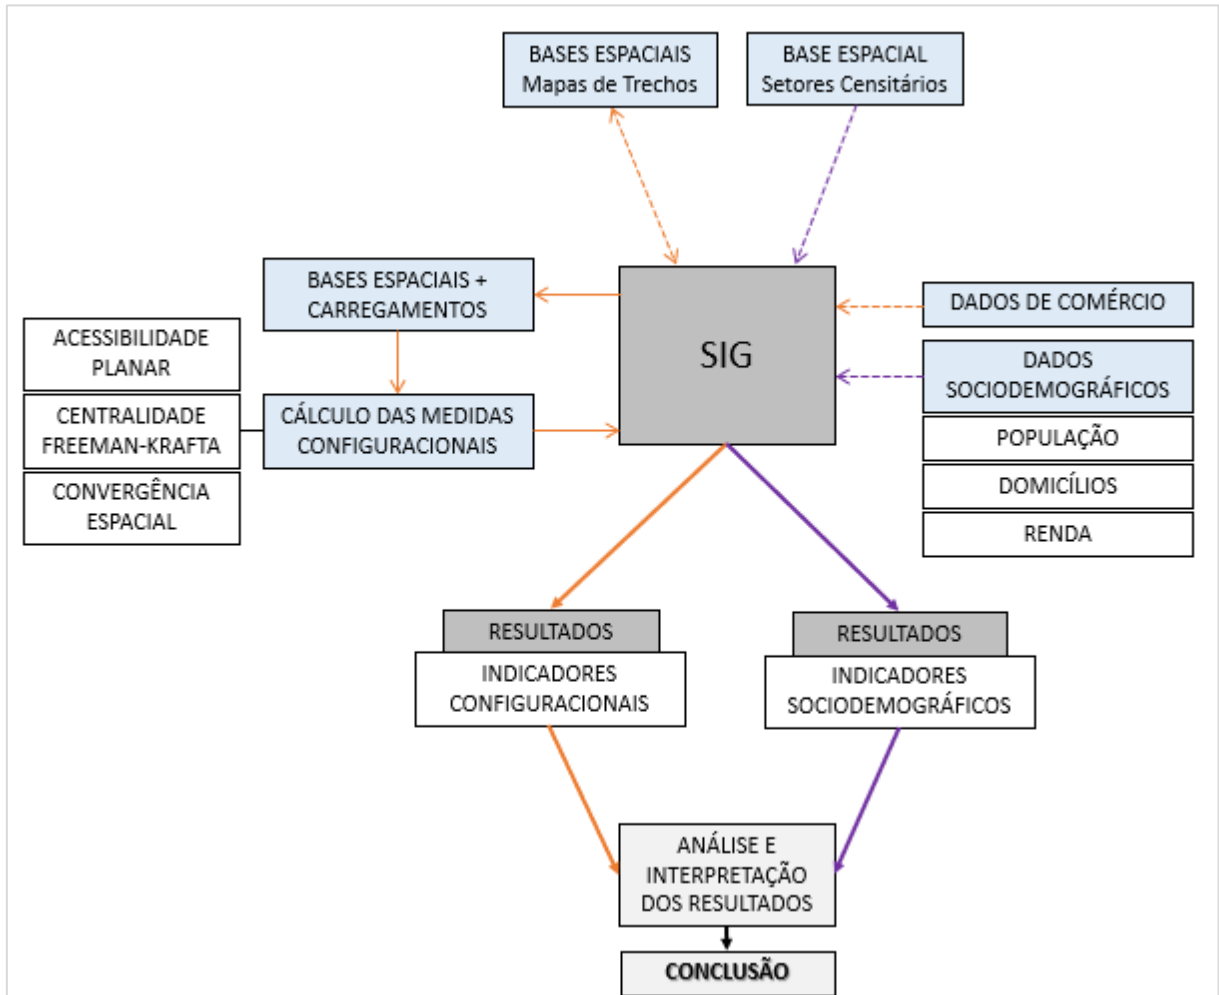 BASES ESPACIAIS
Mapas de Trechos
BASE ESPACIAL
Setores Censitários
BASES ESPACIAIS +
CARREGAMENTOS
SIG
DADOS DE COMÉRCIO
ACESSIBILIDADE
PLANAR
CENTRALIDADE
FREEMAN-KRAFTA
CONVERGÊNCIA
ESPACIAL
CÁLCULO DAS MEDIDAS
CONFIGURACIONAIS
DADOS
SOCIODEMOGRÁFICOS
POPULAÇÃO
DOMICÍLIOS
RENDA
RESULTADOS
INDICADORES
CONFIGURACIONAIS
RESULTADOS
INDICADORES
SOCIODEMOGRÁFICOS
ANÁLISE E
INTERPRETAÇÃO
DOS RESULTADOS
CONCLUSÃO